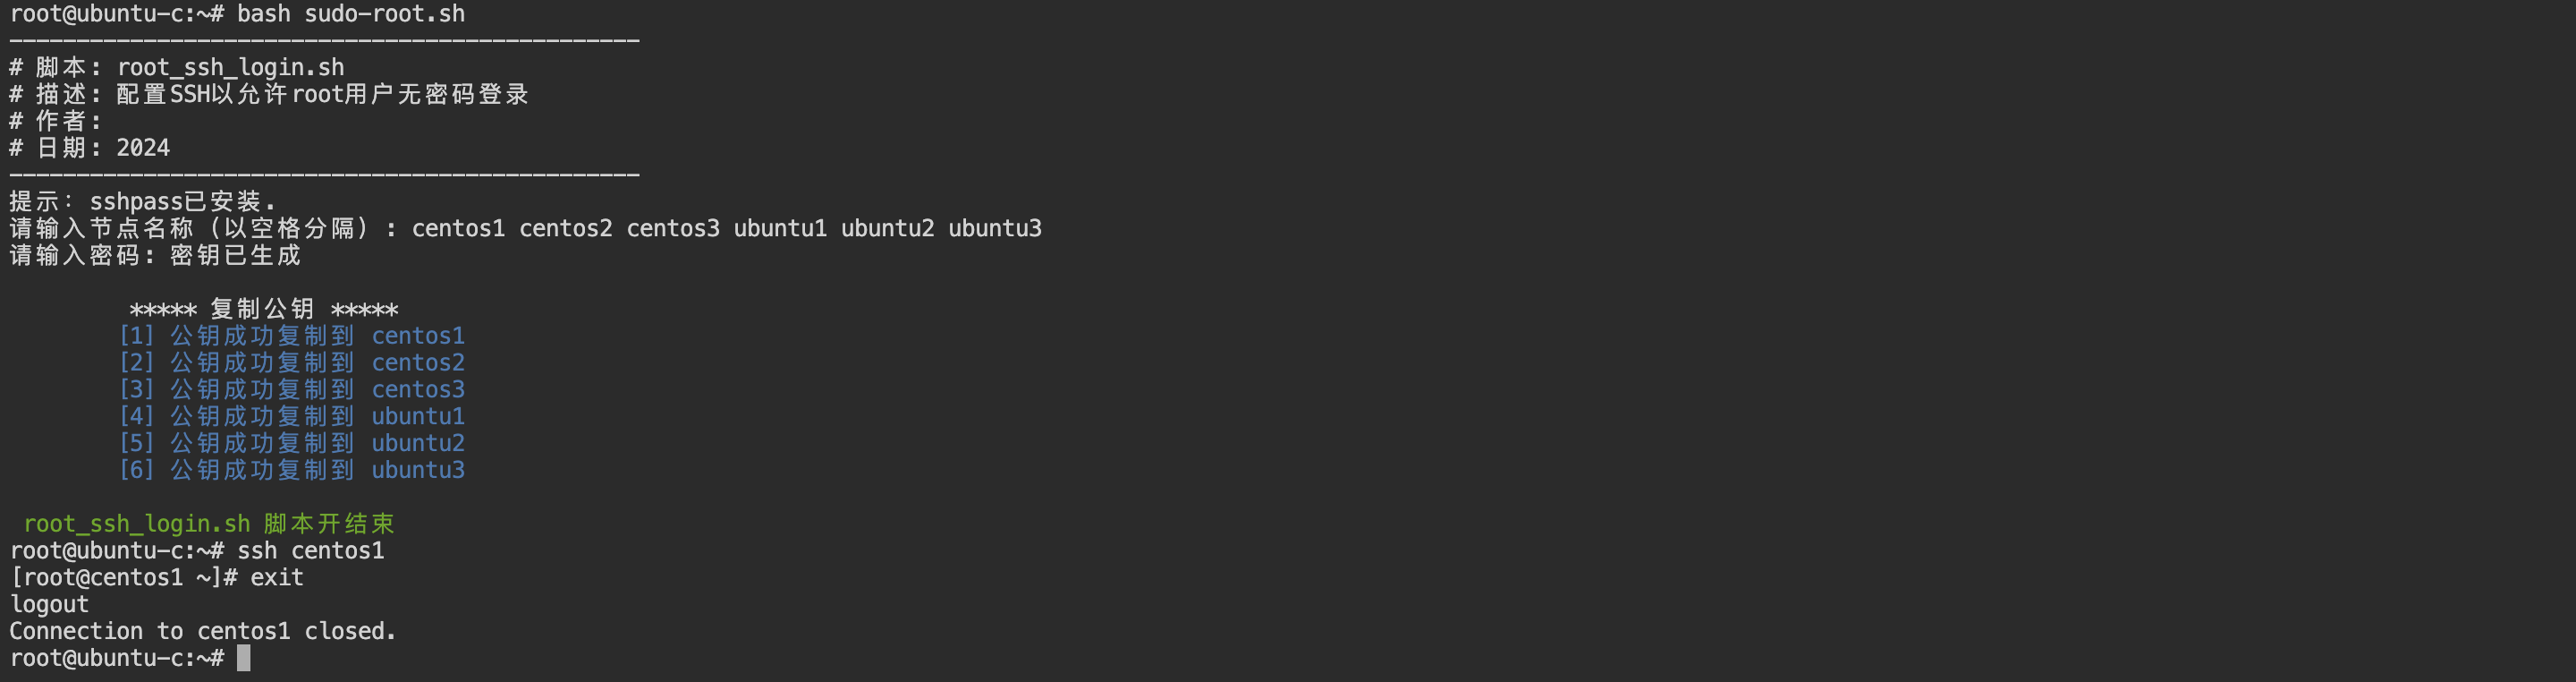 root@ubuntu-c:~# bash sudo-root.sh
-----------------------------------------------
# 脚本: root_ssh_login.sh
# 描述: 配置SSH以允许root用户无密码登录
# 作者:
# 日期: 2024
-----------------------------------------------
提示: sshpass已安装.
请输入节点名称（以空格分隔）: centos1 centos2 centos3 ubuntu1 ubuntu2 ubuntu3
请输入密码: 密钥已生成
***** 复制公钥 *****
[1] 公钥成功复制到 centos1
[2] 公钥成功复制到 centos2
[3] 公钥成功复制到 centos3
[4] 公钥成功复制到 ubuntu1
[5] 公钥成功复制到 ubuntu2
[6] 公钥成功复制到 ubuntu3
root_ssh_login.sh 脚本开结束
root@ubuntu-c:~# ssh centos1
[root@centos1 ~]# exit
logout
Connection to centos1 closed.
root@ubuntu-c:~#